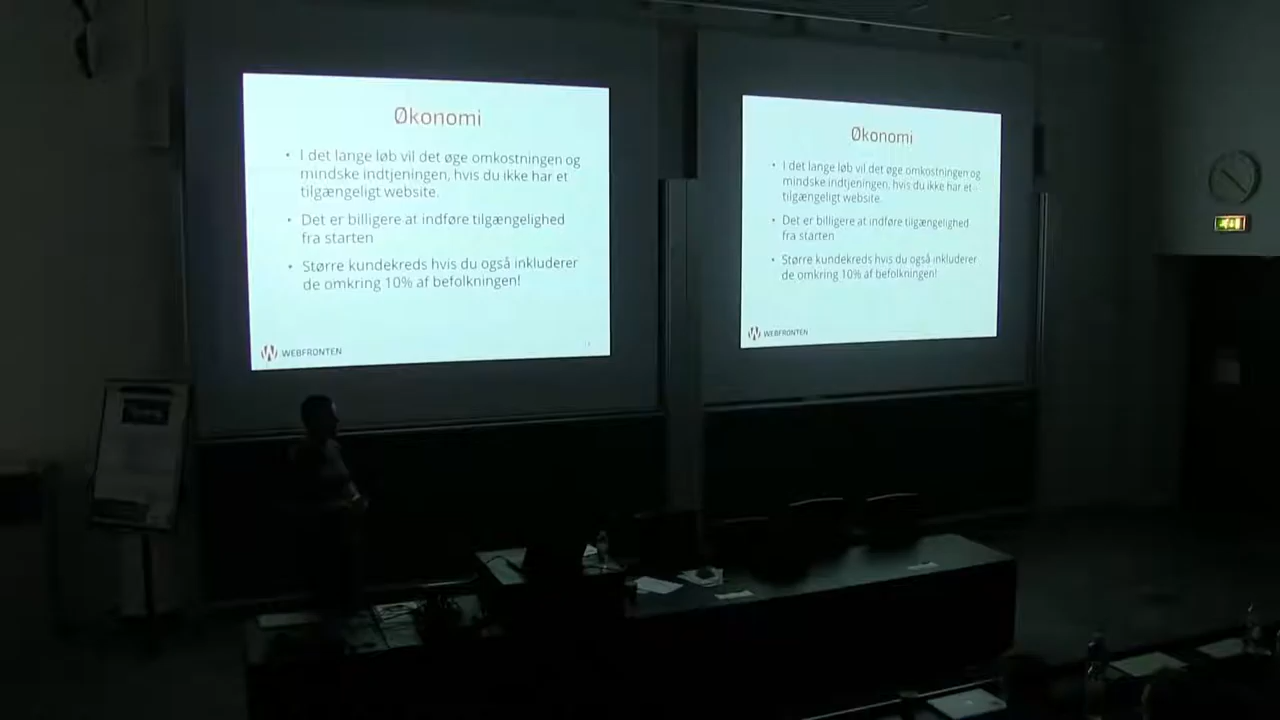 Økonomi
• I det lange løb vil det øge omkostningen og
mindske indtjeningen, hvis du ikke har et
tilgængeligt website.
• Det er billigere at indføre tilgængelighed
fra starten
• Større kundekreds hvis du også inkluderer
de omkring 10% af befolkningen!
WEBFRONTEN
Økonomi
• I det lange løb vil det øge omkostningen og
mindske indtjeningen, hvis du ikke har et
tilgængeligt website.
• Det er billigere at indføre tilgængelighed
fra starten
• Større kundekreds hvis du også inkluderer
de omkring 10% af befolkningen!
WEBFRONTEN